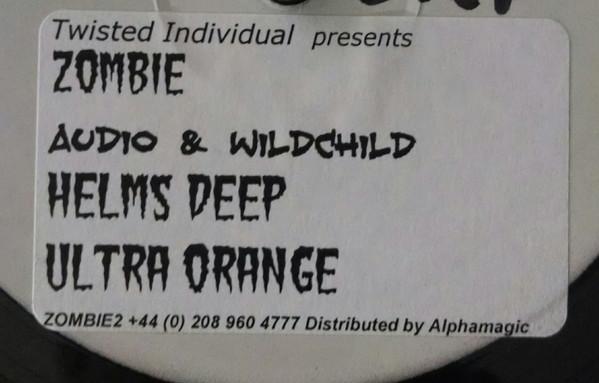 Twisted Individual presents
ZOMBIE
AUDIO & WILDCHILD
HELMS DEEP
ULTRA ORANGE
ZOMBIE2 +44 (0) 208 960 4777 Distributed by Alphamagic